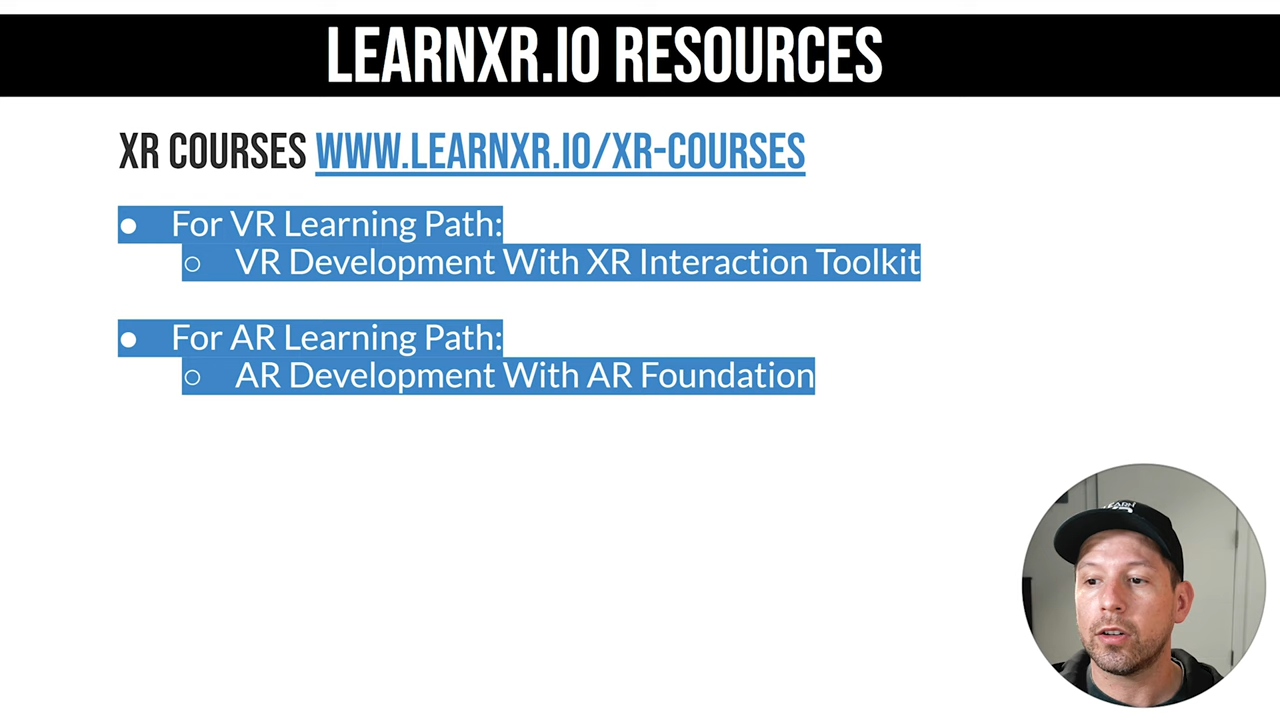 LEARNXR.IO RESOURCES
XR COURSES WWW.LEARNXR.IO/XR-COURSES
● For VR Learning Path:
○ VR Development With XR Interaction Toolkit
● For AR Learning Path:
○ AR Development With AR Foundation